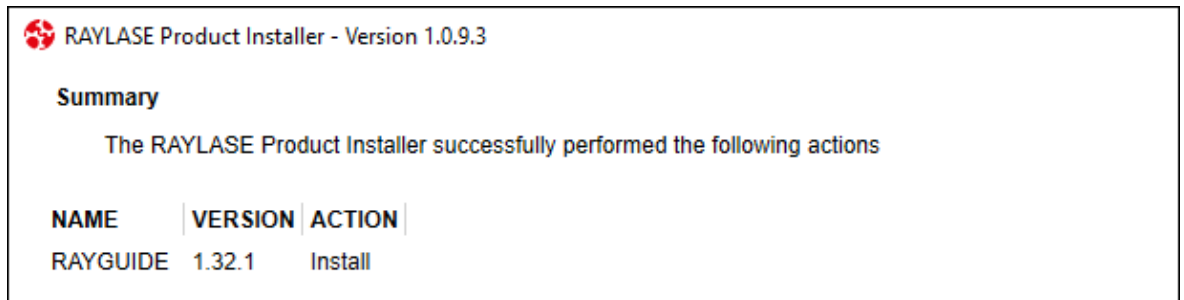 RAYLASE Product Installer - Version 1.0.9.3
Summary
The RAYLASE Product Installer successfully performed the following actions
NAME VERSION ACTION
RAYGUIDE 1.32.1 Install